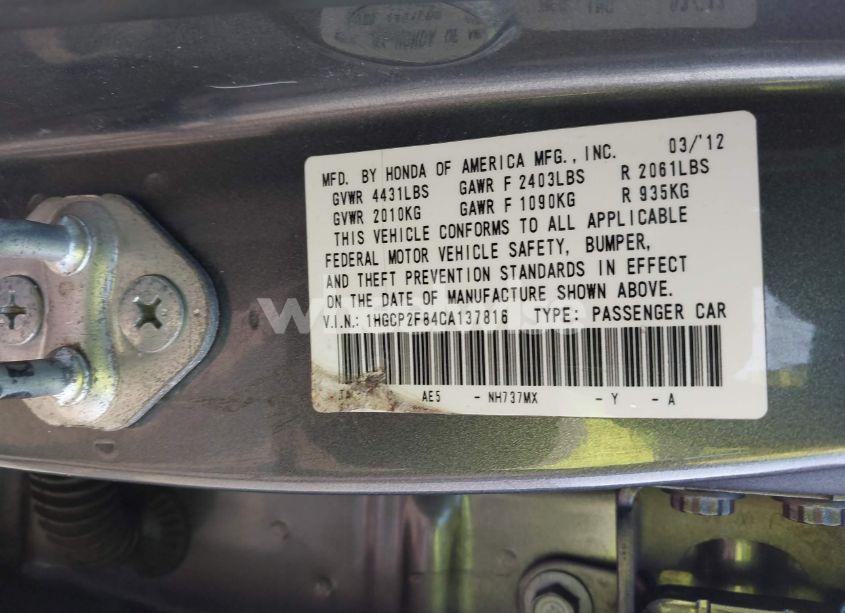 MFD. BY HONDA OF AMERICA MFG., INC. 03/'12
GVWR 4431LBS GAWR F 2403LBS R 2061LBS
GVWR 2010KG GAWR F 1090KG R 935KG
THIS VEHICLE CONFORMS TO ALL APPLICABLE
FEDERAL MOTOR VEHICLE SAFETY, BUMPER,
AND THEFT PREVENTION STANDARDS IN EFFECT
ON THE DATE OF MANUFACTURE SHOWN ABOVE.
V.I.N.: 1HGCP2F84CA137816 TYPE: PASSENGER CAR
AE5 - NH737MX - Y - A